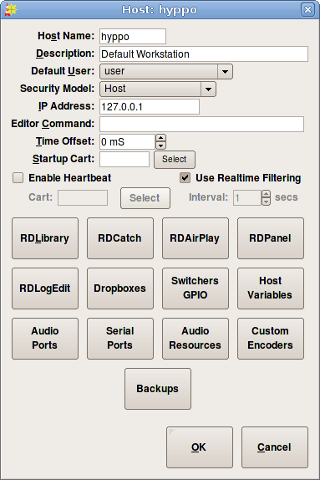 Host: hyppo
Host Name: hyppo
Description: Default Workstation
Default User: user
Security Model: Host
IP Address: 127.0.0.1
Editor Command:
Time Offset: 0 mS
Startup Cart: Select
Enable Heartbeat Use Realtime Filtering
Cart: Select Interval: 1 secs
RDLibrary RDCatch RDAirPlay RDPanel
RDLogEdit Dropboxes Switchers GPIO Host Variables
Audio Ports Serial Ports Audio Resources Custom Encoders
Backups
OK Cancel